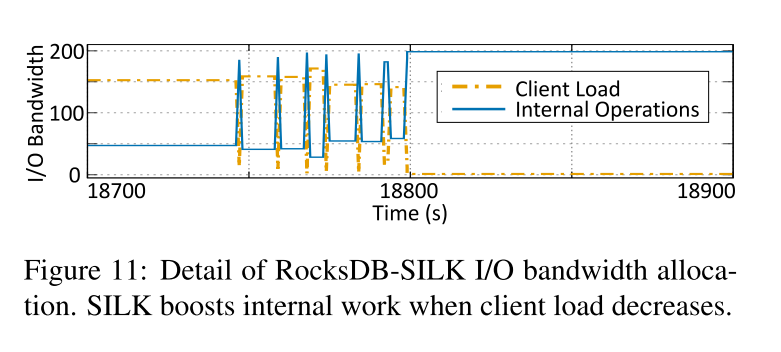 200
100
0
I/O Bandwidth
Client Load
Internal Operations
18700
18800
18900
Time (s)
Figure 11: Detail of RocksDB-SILK I/O bandwidth alloca-
tion. SILK boosts internal work when client load decreases.